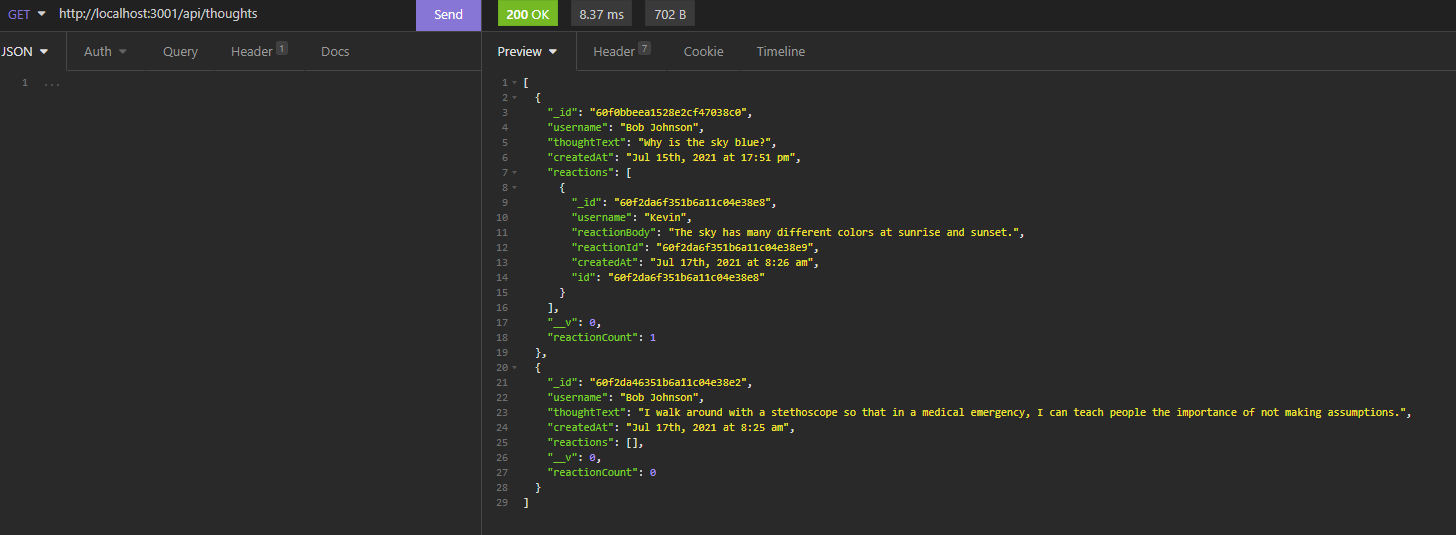 GET http://localhost:3001/api/thoughts Send 200 OK 8.37 ms 702 B
JSON Auth Query Header 1 Docs Preview Header 7 Cookie Timeline
1 ...
1 [
2 {
3 "_id": "60f0bbeea1528e2cf47038c0",
4 "username": "Bob Johnson",
5 "thoughtText": "Why is the sky blue?",
6 "createdAt": "Jul 15th, 2021 at 17:51 pm",
7 "reactions": [
8 {
9 "_id": "60f2da6f351b6a11c04e38e8",
10 "username": "Kevin",
11 "reactionBody": "The sky has many different colors at sunrise and sunset.",
12 "reactionId": "60f2da6f351b6a11c04e38e9",
13 "createdAt": "Jul 17th, 2021 at 8:26 am",
14 "id": "60f2da6f351b6a11c04e38e8"
15 }
16 ],
17 "__v": 0,
18 "reactionCount": 1
19 },
20 {
21 "_id": "60f2da46351b6a11c04e38e2",
22 "username": "Bob Johnson",
23 "thoughtText": "I walk around with a stethoscope so that in a medical emergency, I can teach people the importance of not making assumptions.",
24 "createdAt": "Jul 17th, 2021 at 8:25 am",
25 "reactions": [],
26 "__v": 0,
27 "reactionCount": 0
28 }
29 ]